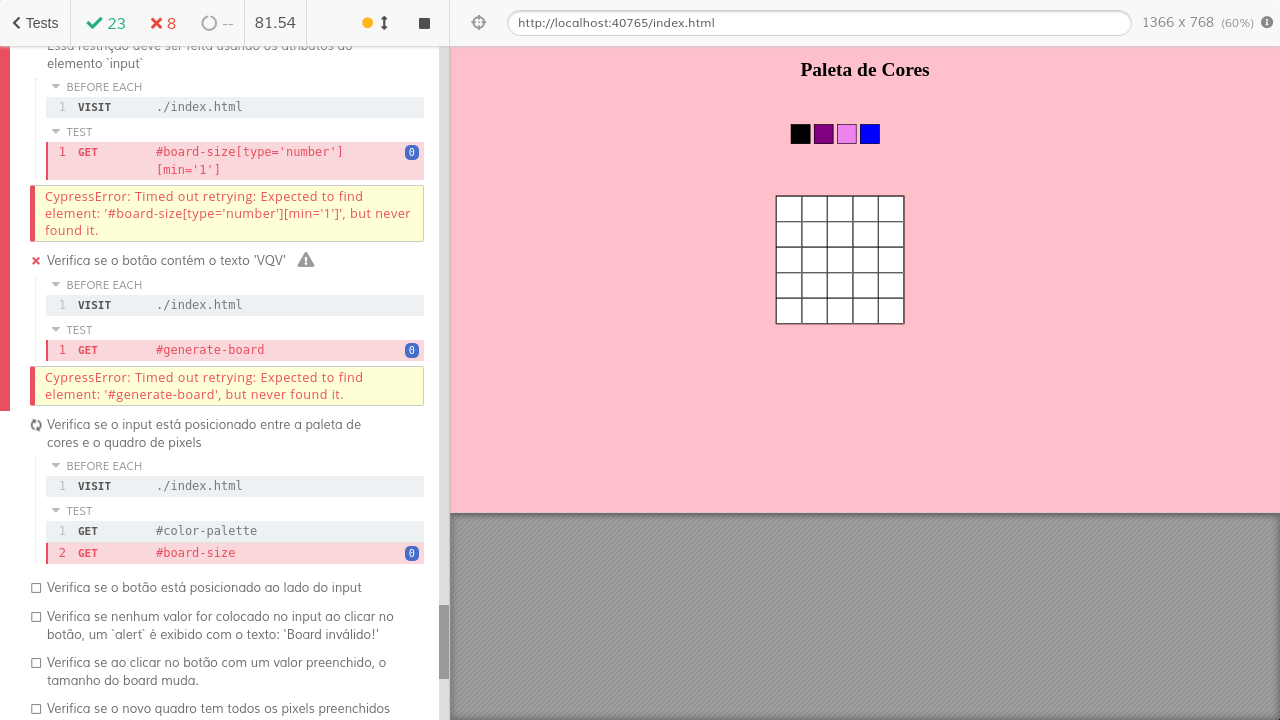 Tests 23 8 -- 81.54
http://localhost:40765/index.html 1366 x 768 (60%)
Essa restrição deve ser feita usando os atributos do
elemento `input`
BEFORE EACH
1 VISIT ./index.html
TEST
1 GET #board-size[type='number'] 0
[min='1']
CypressError: Timed out retrying: Expected to find
element: '#board-size[type='number'][min='1']', but never
found it.
Verifica se o botão contém o texto 'VQV'
BEFORE EACH
1 VISIT ./index.html
TEST
1 GET #generate-board 0
CypressError: Timed out retrying: Expected to find
element: '#generate-board', but never found it.
Verifica se o input está posicionado entre a paleta de
cores e o quadro de pixels
BEFORE EACH
1 VISIT ./index.html
TEST
1 GET #color-palette
2 GET #board-size 0
Verifica se o botão está posicionado ao lado do input
Verifica se nenhum valor for colocado no input ao clicar no
botão, um `alert` é exibido com o texto: 'Board inválido!'
Verifica se ao clicar no botão com um valor preenchido, o
tamanho do board muda.
Verifica se o novo quadro tem todos os pixels preenchidos
Paleta de Cores